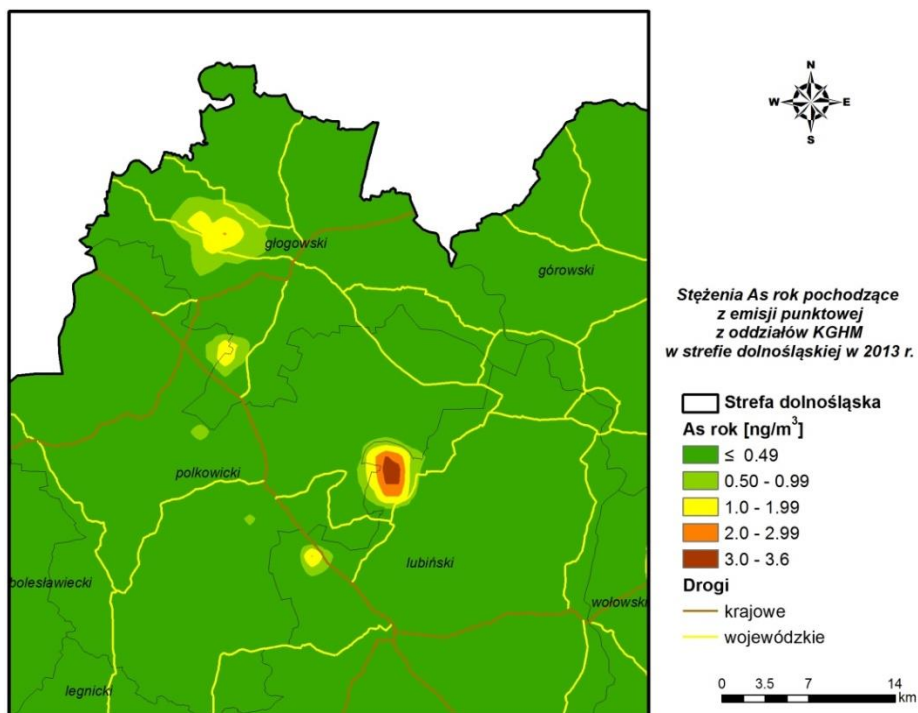 N
W E
S
głogowski
górowski
polkowicki
lubiński
bolesławiecki
wołowski
legnicki
Stężenia As rok pochodzące
z emisji punktowej
z oddziałów KGHM
w strefie dolnośląskiej w 2013 r.
Strefa dolnośląska
As rok [ng/m³]
≤ 0.49
0.50 - 0.99
1.0 - 1.99
2.0 - 2.99
3.0 - 3.6
Drogi
krajowe
wojewódzkie
0 3.5 7 14
km